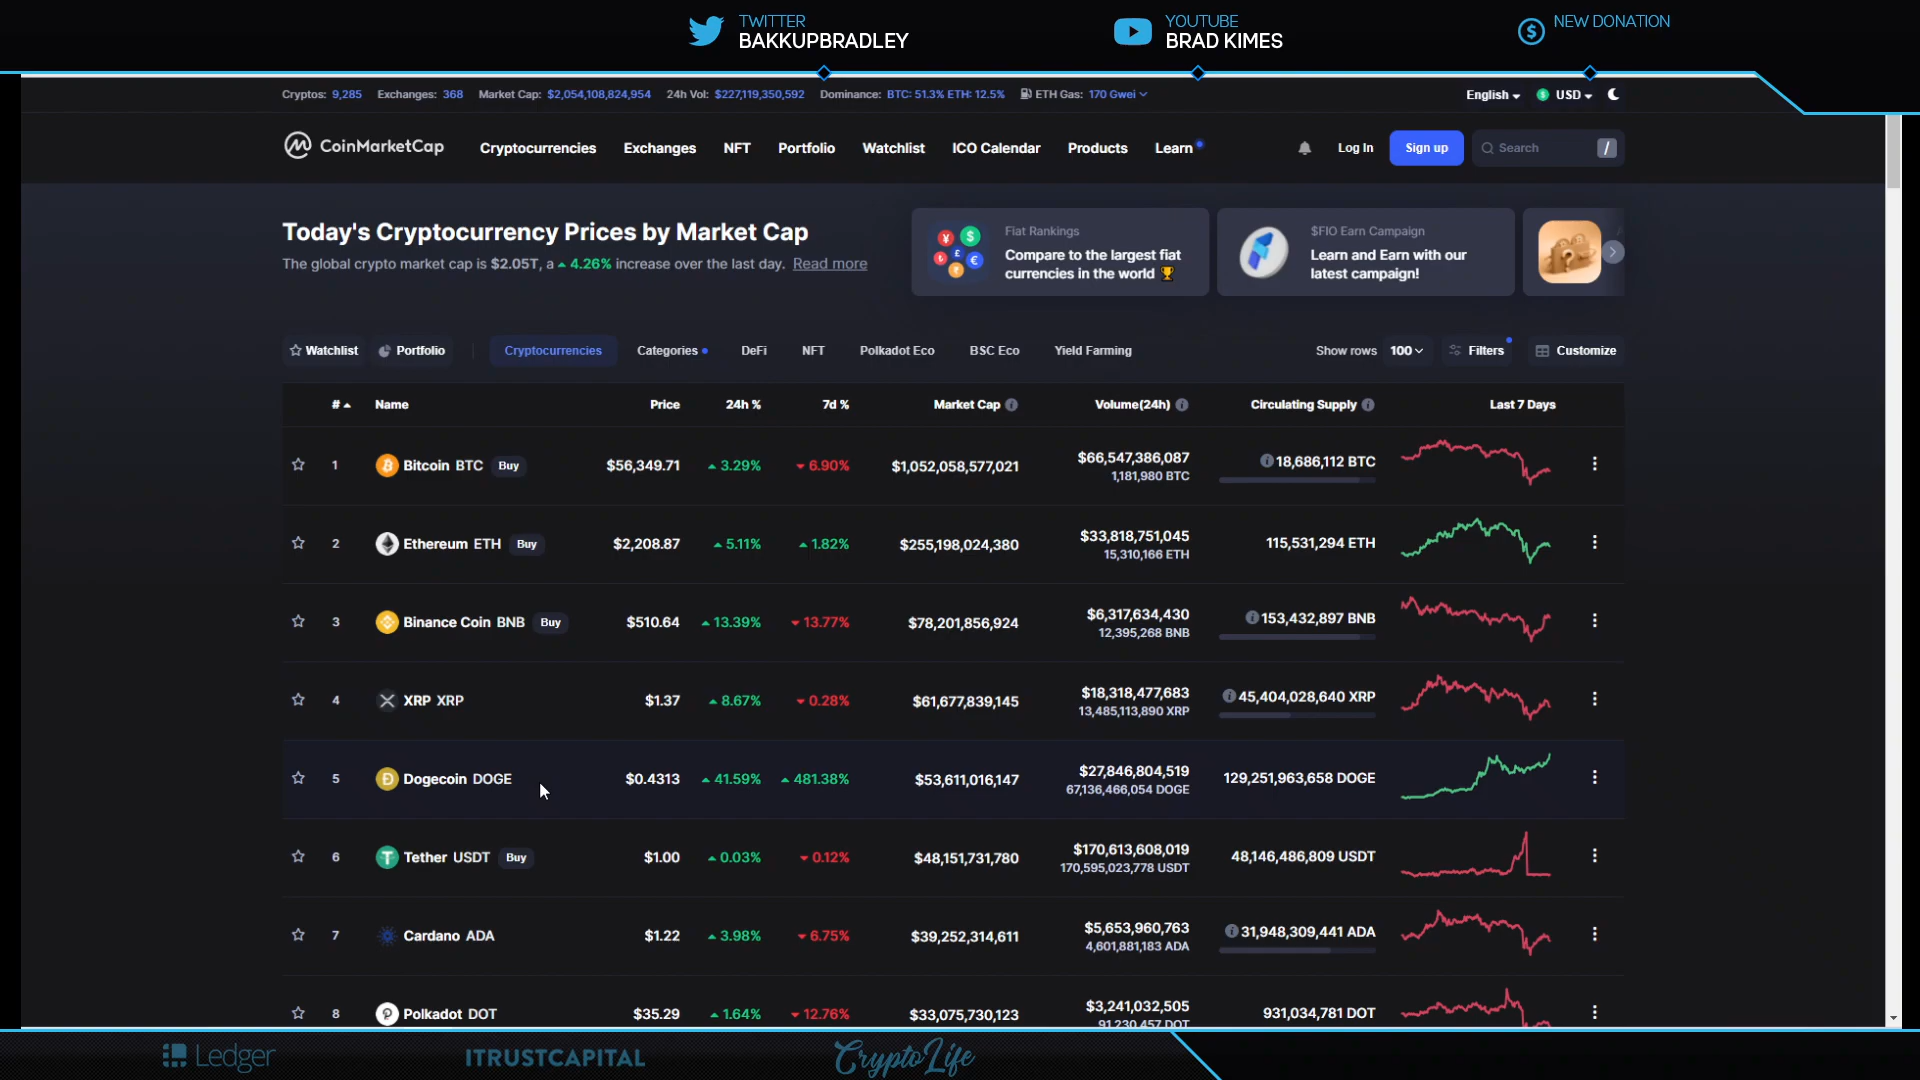 TWITTER
BAKKUPBRADLEY
YOUTUBE
BRAD KIMES
NEW DONATION
Cryptos: 9,285 Exchanges: 368 Market Cap: $2,054,108,824,954 24h Vol: $227,119,350,592 Dominance: BTC: 51.3% ETH: 12.5% ETH Gas: 170 Gwei English USD
CoinMarketCap Cryptocurrencies Exchanges NFT Portfolio Watchlist ICO Calendar Products Learn Log In Sign up Search /
Today's Cryptocurrency Prices by Market Cap
The global crypto market cap is $2.05T, a 4.26% increase over the last day. Read more
Fiat Rankings
Compare to the largest fiat
currencies in the world
$FIO Earn Campaign
Learn and Earn with our
latest campaign!
Watchlist Portfolio Cryptocurrencies Categories DeFi NFT Polkadot Eco BSC Eco Yield Farming Show rows 100 Filters Customize
# Name Price 24h % 7d % Market Cap Volume(24h) Circulating Supply Last 7 Days
1 Bitcoin BTC Buy $56,349.71 3.29% 6.90% $1,052,058,577,021 $66,547,386,087 18,686,112 BTC
1,181,980 BTC
2 Ethereum ETH Buy $2,208.87 5.11% 1.82% $255,198,024,380 $33,818,751,045 115,531,294 ETH
15,310,166 ETH
3 Binance Coin BNB Buy $510.64 13.39% 13.77% $78,201,856,924 $6,317,634,430 153,432,897 BNB
12,395,268 BNB
4 XRP XRP $1.37 8.67% 0.28% $61,677,839,145 $18,318,477,683 45,404,028,640 XRP
13,485,113,890 XRP
5 Dogecoin DOGE $0.4313 41.59% 481.38% $53,611,016,147 $27,846,804,519 129,251,963,658 DOGE
67,136,466,054 DOGE
6 Tether USDT Buy $1.00 0.03% 0.12% $48,151,731,780 $170,613,608,019 48,146,486,809 USDT
170,595,023,778 USDT
7 Cardano ADA $1.22 3.98% 6.75% $39,252,314,611 $5,653,960,763 31,948,309,441 ADA
4,601,881,183 ADA
8 Polkadot DOT $35.29 1.64% 12.76% $33,075,730,123 $3,241,032,505 931,034,781 DOT
91,230,457 DOT
Ledger ITRUSTCAPITAL CryptoLife